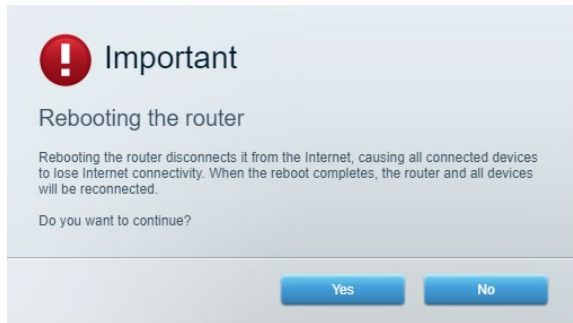 Important
Rebooting the router
Rebooting the router disconnects it from the Internet, causing all connected devices
to lose Internet connectivity. When the reboot completes, the router and all devices
will be reconnected.
Do you want to continue?
Yes
No